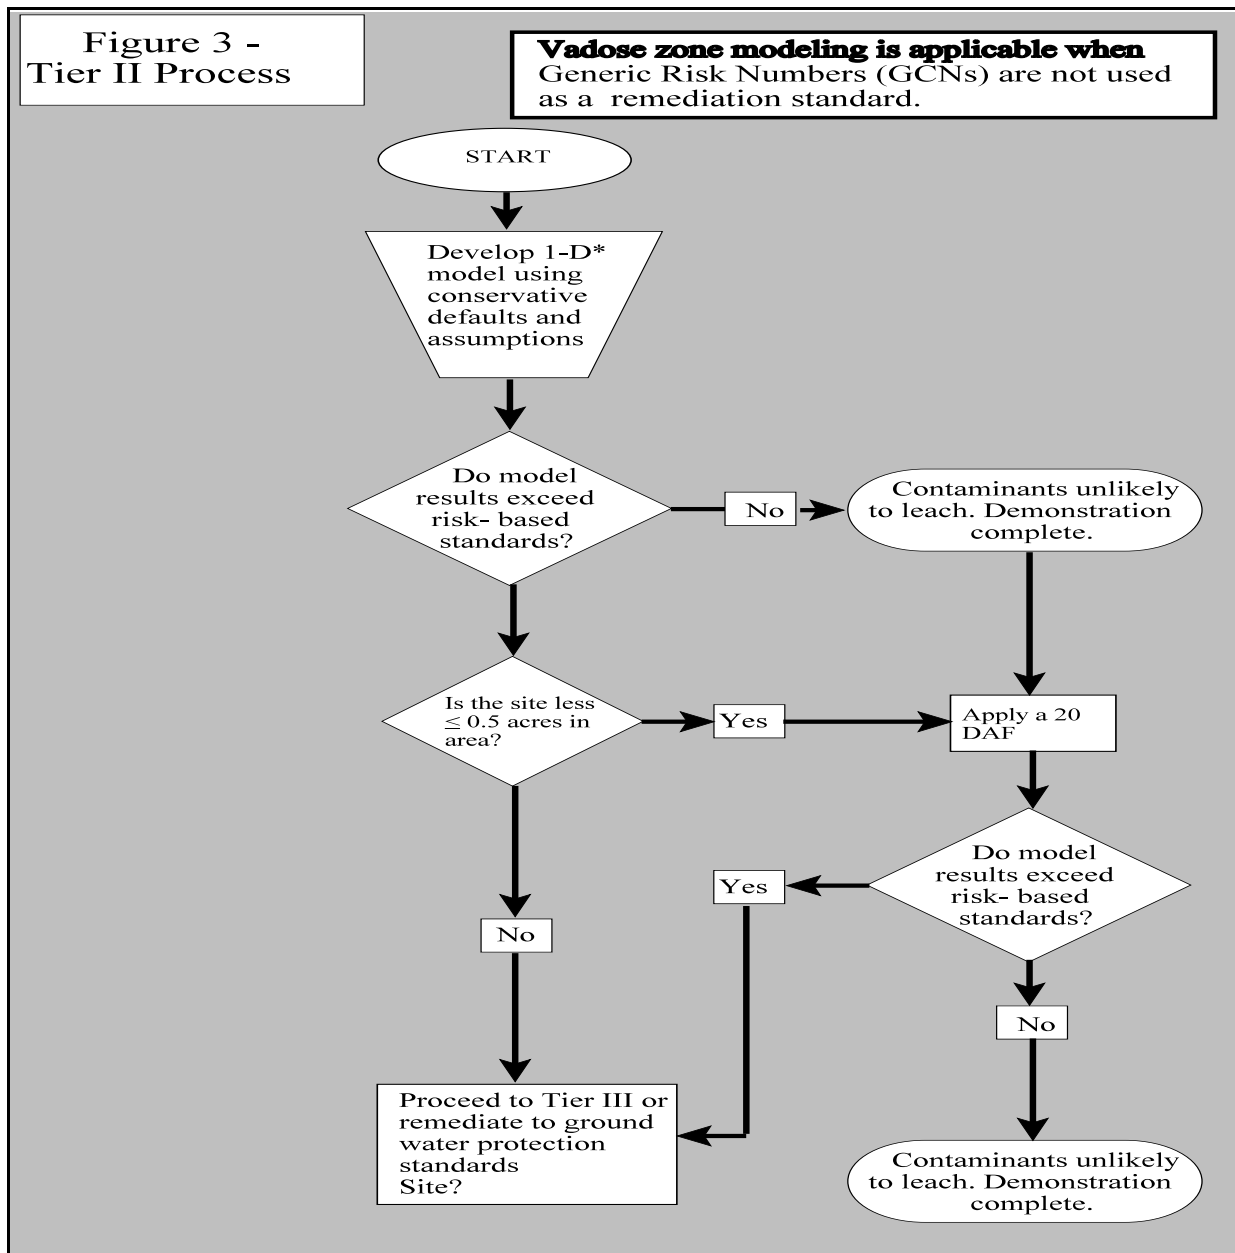 Figure 3 -
Tier II Process
Vadose zone modeling is applicable when
Generic Risk Numbers (GCNs) are not used
as a remediation standard.
START
Develop 1-D*
model using
conservative
defaults and
assumptions
Do model
results exceed
risk- based
standards?
No
Contaminants unlikely
to leach. Demonstration
complete.
Is the site less
≤ 0.5 acres in
area?
Yes
Apply a 20
DAF
Do model
results exceed
risk- based
standards?
Yes
No
No
Proceed to Tier III or
remediate to ground
water protection
standards
Site?
Contaminants unlikely
to leach. Demonstration
complete.